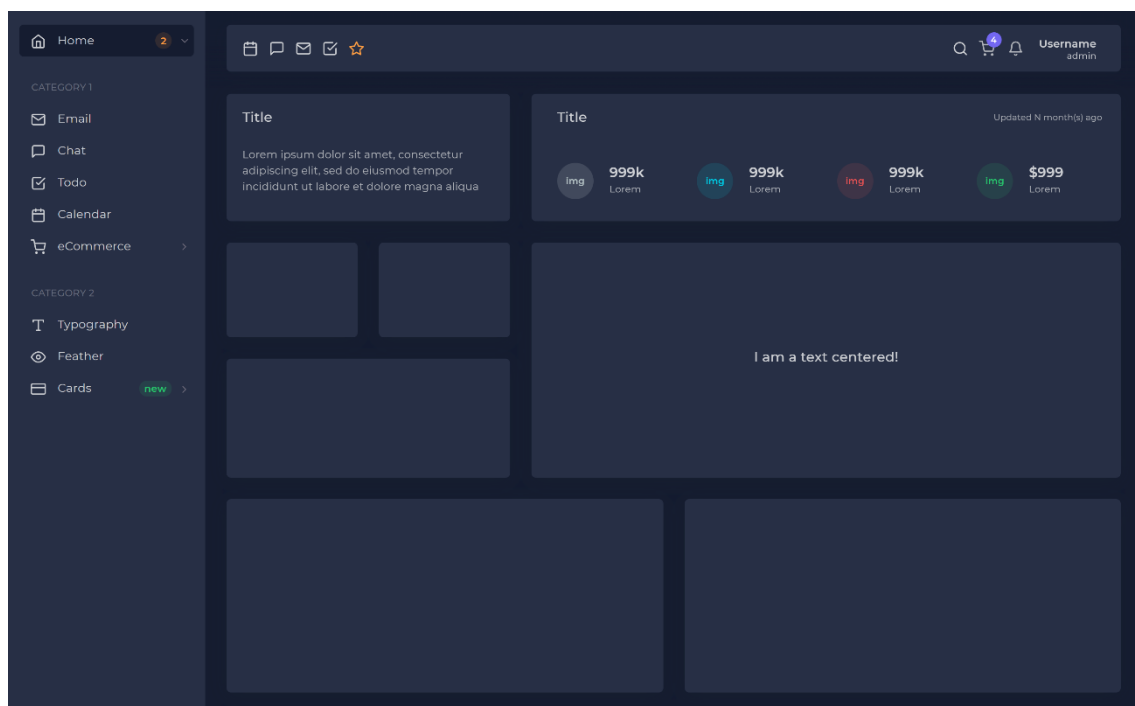 Home 2
CATEGORY 1
Email
Chat
Todo
Calendar
eCommerce
CATEGORY 2
Typography
Feather
Cards new
4
Username
admin
Title
Lorem ipsum dolor sit amet, consectetur
adipiscing elit, sed do eiusmod tempor
incididunt ut labore et dolore magna aliqua
Title
Updated N month(s) ago
img 999k
Lorem
img 999k
Lorem
img 999k
Lorem
img $999
Lorem
I am a text centered!